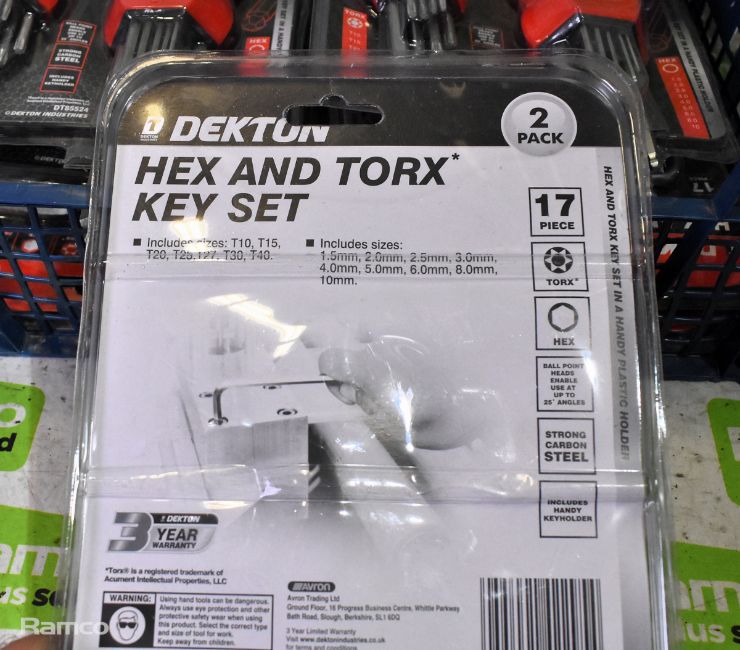 TORX
HEX
STRONG
CARBON
STEEL
INCLUDES
HANDY
KEYHOLDER
DT85524
DEKTON INDUSTRIES
DEKTON
2
PACK
HEX AND TORX*
KEY SET
17
PIECE
Includes sizes: T10, T15,
T20, T25, T27, T30, T40.
Includes sizes:
1.5mm, 2.0mm, 2.5mm, 3.0mm,
4.0mm, 5.0mm, 6.0mm, 8.0mm,
10mm.
TORX*
HEX
BALL POINT
HEADS
ENABLE
USE AT
UP TO
25° ANGLES
STRONG
CARBON
STEEL
INCLUDES
HANDY
KEYHOLDER
HEX AND TORX KEY SET IN A HANDY PLASTIC HOLDER
DEKTON
3 YEAR
WARRANTY
*Torx® is a registered trademark of
Acument Intellectual Properties, LLC
WARNING:
Using hand tools can be dangerous.
Always use eye protection and other
protective safety wear when using
this product. Select the correct type
and size of tool for work.
Keep away from children.
AVRON
Avron Trading Ltd
Ground Floor, 16 Progress Business Centre, Whittle Parkway
Bath Road, Slough, Berkshire, SL1 6DQ
3 Year Limited Warranty
Visit www.dektonindustries.co.uk
for terms and conditions.
Ramco